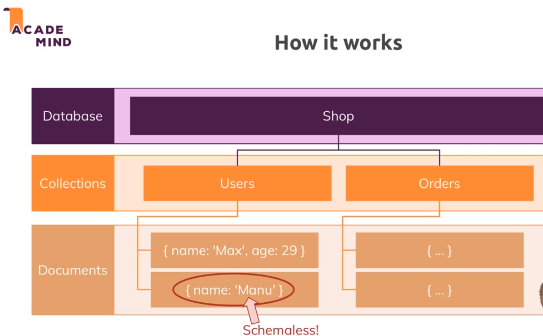 ACADE
MIND
How it works
Database
Shop
Collections
Users
Orders
Documents
{ name: 'Max', age: 29 }
{ ... }
{ name: 'Manu' }
{ ... }
Schemaless!